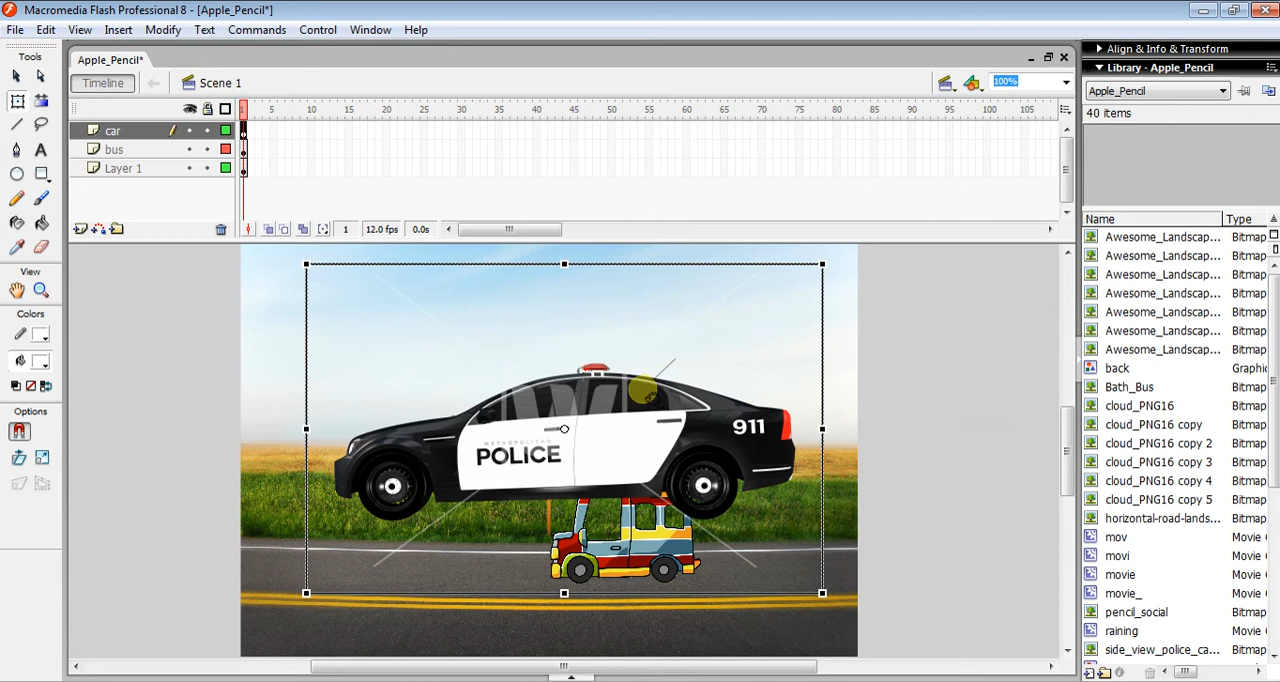 Macromedia Flash Professional 8 - [Apple_Pencil*]
File Edit View Insert Modify Text Commands Control Window Help
Tools
Apple_Pencil*
Timeline
Scene 1
100%
1 5 10 15 20 25 30 35 40 45 50 55 60 65 70 75 80 85 90 95 100 105
car
bus
Layer 1
1 12.0 fps 0.0s
View
Colors
Options
METROPOLITAN
POLICE
911
Align & Info & Transform
Library - Apple_Pencil
Apple_Pencil
40 items
Name Type
Awesome_Landscap... Bitmap
Awesome_Landscap... Bitmap
Awesome_Landscap... Bitmap
Awesome_Landscap... Bitmap
Awesome_Landscap... Bitmap
Awesome_Landscap... Bitmap
Awesome_Landscap... Bitmap
back Graphi
Bath_Bus Bitmap
cloud_PNG16 Bitmap
cloud_PNG16 copy Bitmap
cloud_PNG16 copy 2 Bitmap
cloud_PNG16 copy 3 Bitmap
cloud_PNG16 copy 4 Bitmap
cloud_PNG16 copy 5 Bitmap
horizontal-road-lands... Bitmap
mov Movie C
movi Movie C
movie Movie C
movie_ Movie C
pencil_social Bitmap
raining Movie C
side_view_police_ca... Bitmap